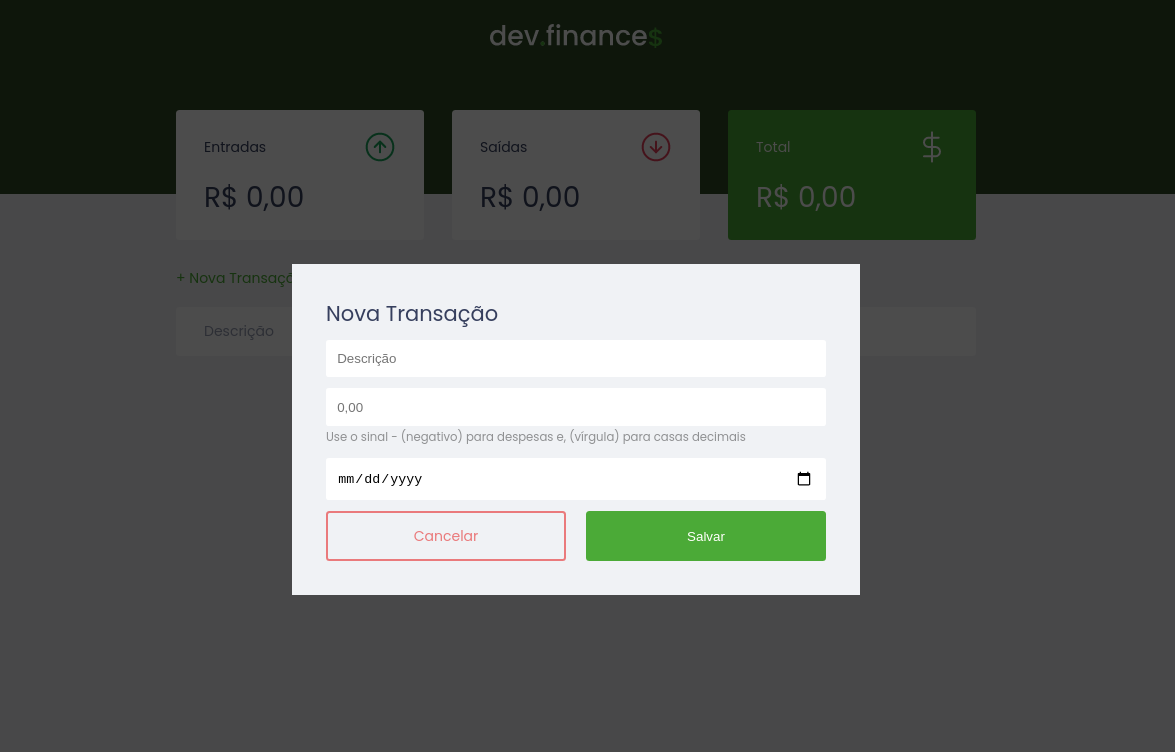 dev.finance$
Entradas
R$ 0,00
Saídas
R$ 0,00
Total
$
R$ 0,00
+ Nova Transaçã
Descrição
Nova Transação
Descrição
0,00
Use o sinal - (negativo) para despesas e, (vírgula) para casas decimais
mm/dd/yyyy
Cancelar
Salvar